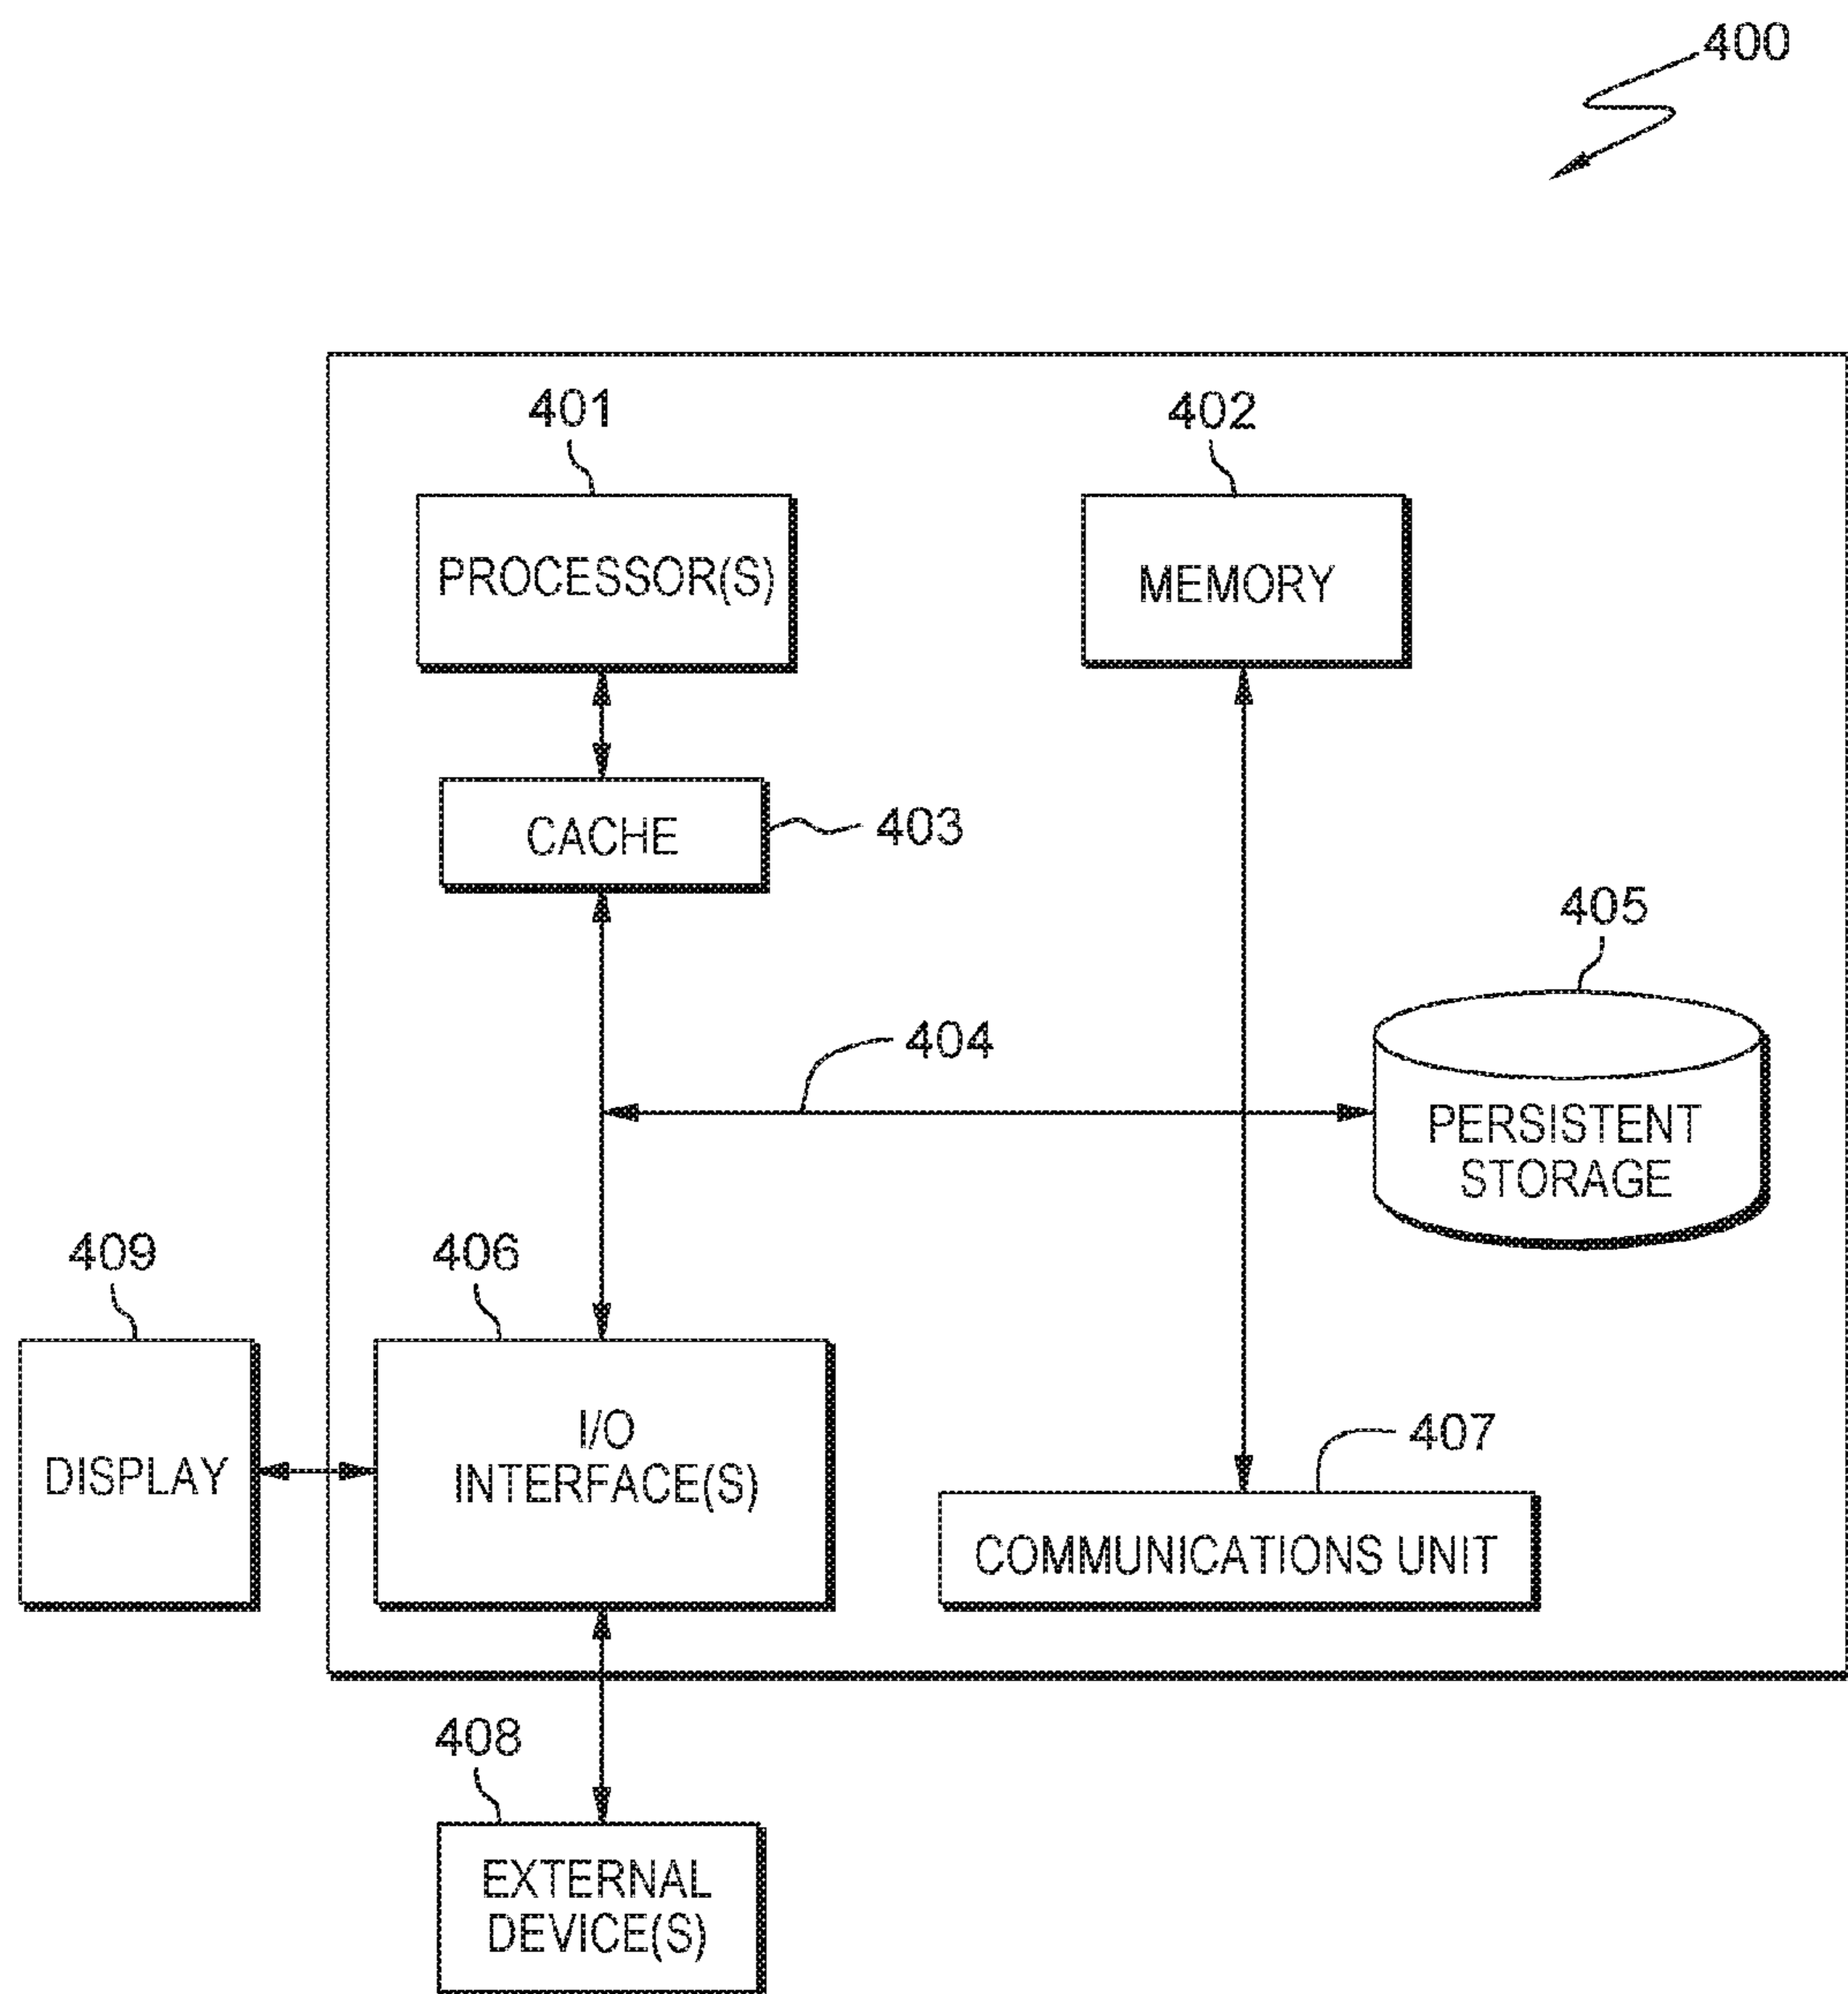 400
401
402
PROCESSOR(S)
MEMORY
CACHE
403
405
404
PERSISTENT
STORAGE
409
406
I/O
INTERFACE(S)
DISPLAY
407
COMMUNICATIONS UNIT
408
EXTERNAL
DEVICE(S)